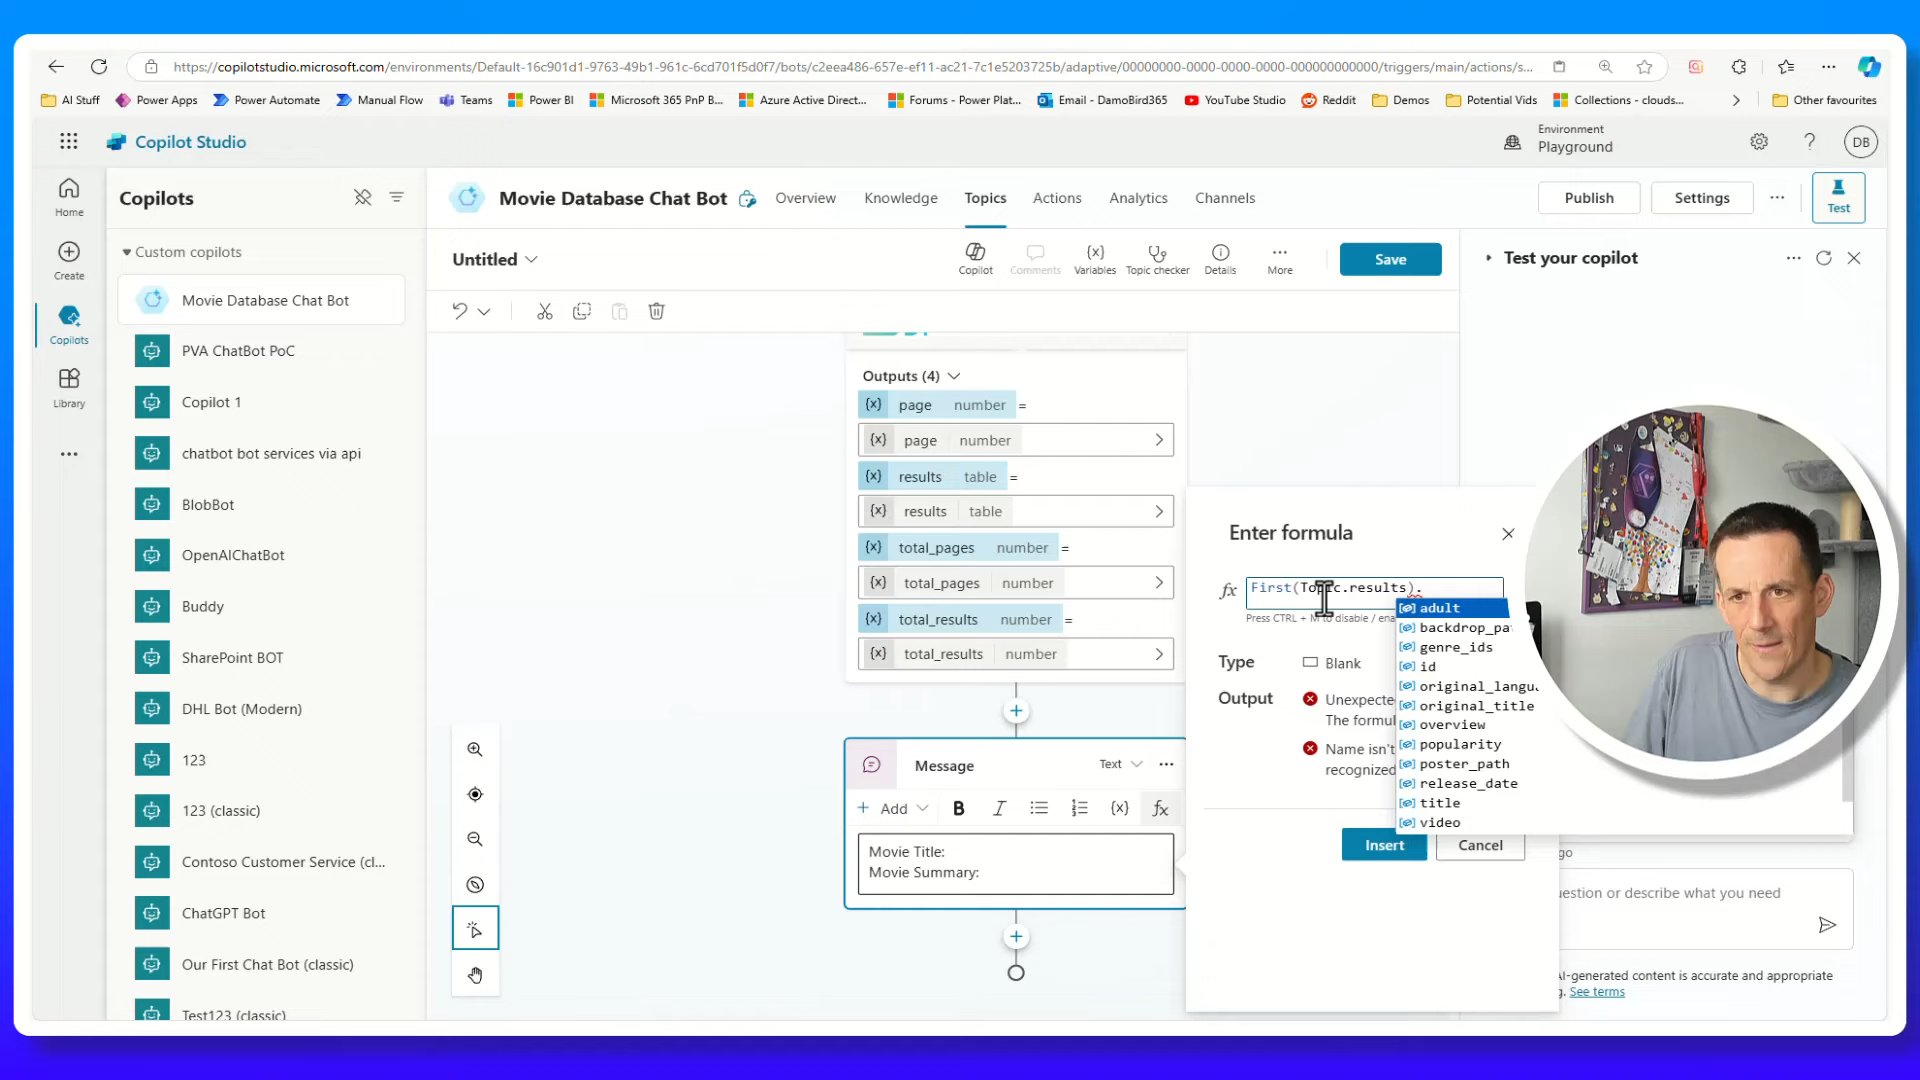 https://copilotstudio.microsoft.com/environments/Default-16c901d1-9763-49b1-961c-6cd701f5d0f7/bots/c2eea486-657e-ef11-ac21-7c1e5203725b/adaptive/00000000-0000-0000-0000-000000000000/triggers/main/actions/s...
AI Stuff
Power Apps
Power Automate
Manual Flow
Teams
Power BI
Microsoft 365 PnP B...
Azure Active Direct...
Forums - Power Plat...
Email - DamoBird365
YouTube Studio
Reddit
Demos
Potential Vids
Collections - clouds...
Other favourites
Copilot Studio
Environment
Playground
DB
Home
Create
Copilots
Library
Copilots
Custom copilots
Movie Database Chat Bot
PVA ChatBot PoC
Copilot 1
chatbot bot services via api
BlobBot
OpenAIChatBot
Buddy
SharePoint BOT
DHL Bot (Modern)
123
123 (classic)
Contoso Customer Service (cl...
ChatGPT Bot
Our First Chat Bot (classic)
Test123 (classic)
Movie Database Chat Bot
Overview
Knowledge
Topics
Actions
Analytics
Channels
Publish
Settings
Test
Untitled
Copilot
Comments
Variables
Topic checker
Details
More
Save
Test your copilot
Outputs (4)
{x} page number =
{x} page number
{x} results table =
{x} results table
{x} total_pages number =
{x} total_pages number
{x} total_results number =
{x} total_results number
Message
Text
Add
B
I
{x}
fx
Movie Title:
Movie Summary:
Enter formula
fx
First(Topic.results).
Press CTRL + M to disable / ena
Type
Blank
Output
Unexpecte
The formul
Name isn't
recognized
adult
backdrop_pa
genre_ids
id
original_langu
original_title
overview
popularity
poster_path
release_date
title
video
Insert
Cancel
go
uestion or describe what you need
AI-generated content is accurate and appropriate
g. See terms